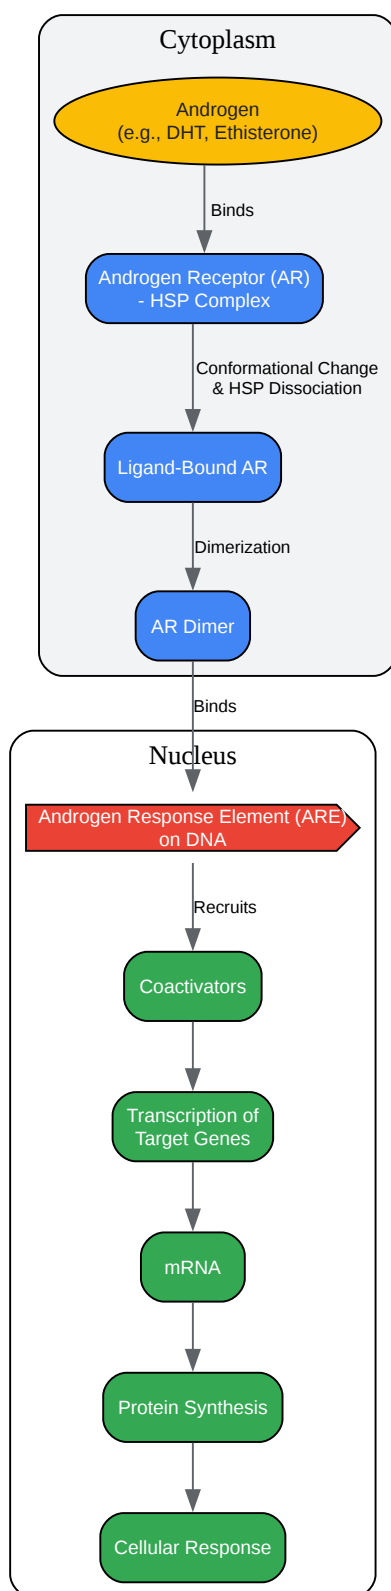 Cytoplasm
Androgen
(e.g., DHT, Ethisterone)
Binds
Androgen Receptor (AR)
- HSP Complex
Conformational Change
& HSP Dissociation
Ligand-Bound AR
Dimerization
AR Dimer
Binds
Nucleus
Androgen Response Element (ARE)
on DNA
Recruits
Coactivators
Transcription of
Target Genes
mRNA
Protein Synthesis
Cellular Response